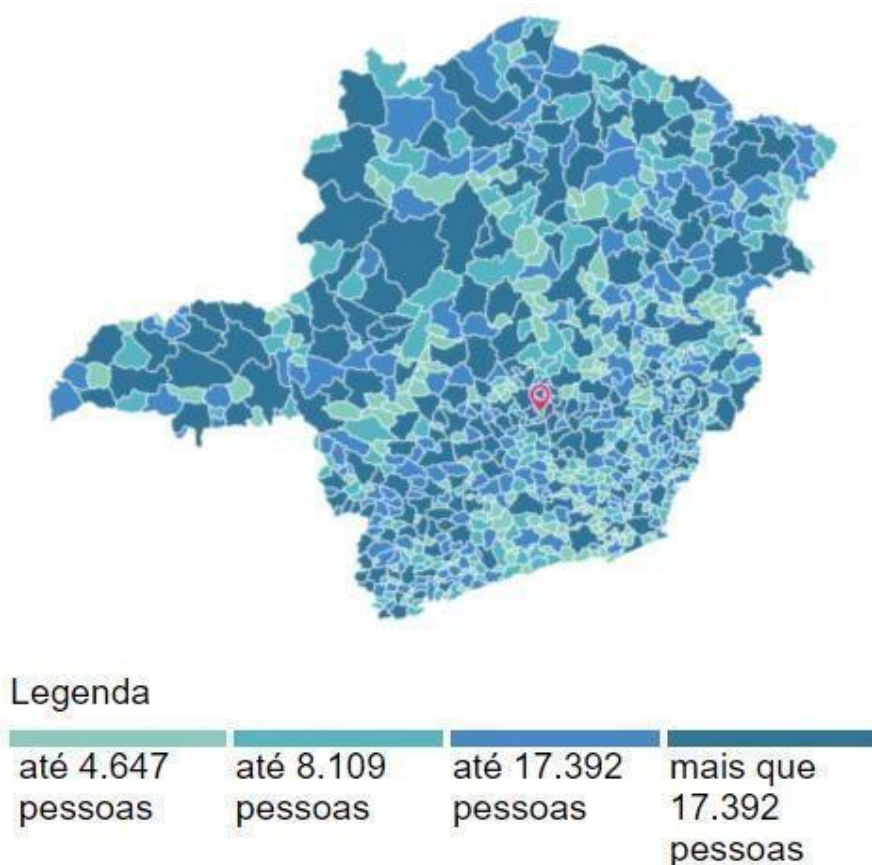 Legenda
até 4.647
pessoas
até 8.109
pessoas
até 17.392
pessoas
mais que
17.392
pessoas